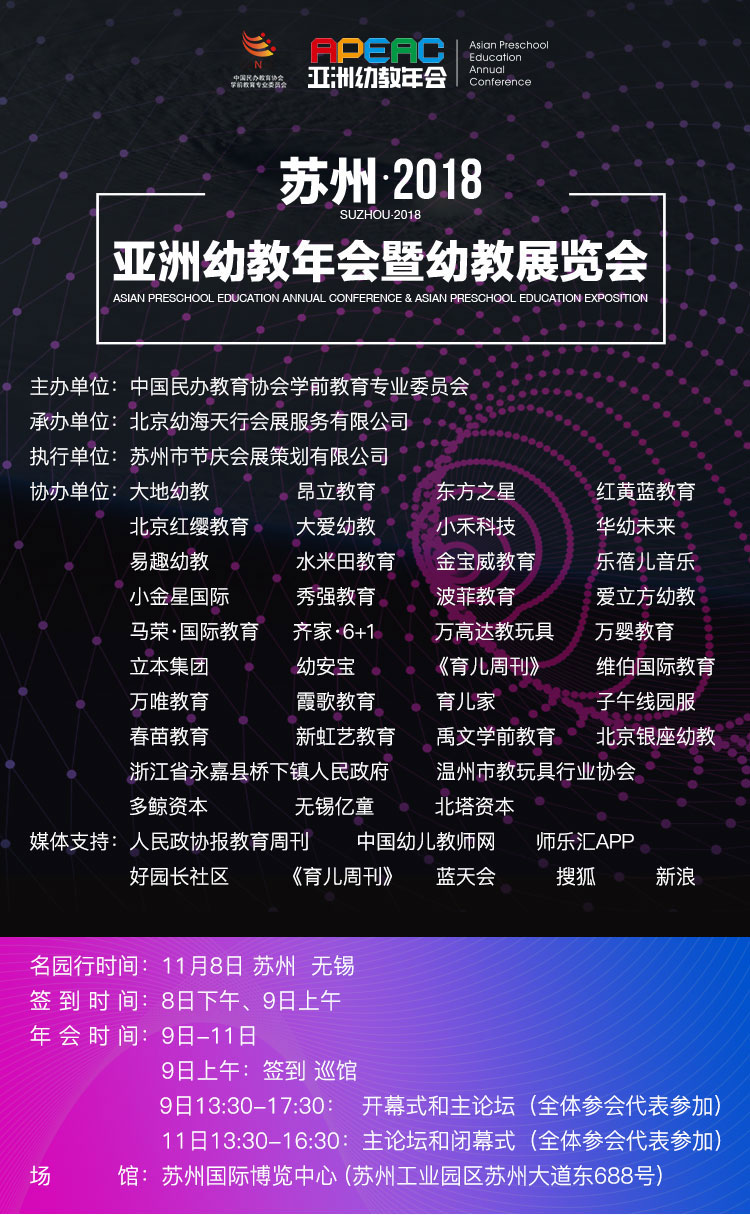 中国民办教育协会
学前教育专业委员会
APEAC
亚洲幼教年会
Asian Preschool
Education
Annual
Conference
苏州·2018
SUZHOU·2018
亚洲幼教年会暨幼教展览会
ASIAN PRESCHOOL EDUCATION ANNUAL CONFERENCE & ASIAN PRESCHOOL EDUCATION EXPOSITION
主办单位：中国民办教育协会学前教育专业委员会
承办单位：北京幼海天行会展服务有限公司
执行单位：苏州市节庆会展策划有限公司
协办单位：大地幼教 昂立教育 东方之星 红黄蓝教育
北京红缨教育 大爱幼教 小禾科技 华幼未来
易趣幼教 水米田教育 金宝威教育 乐蓓儿音乐
小金星国际 秀强教育 波菲教育 爱立方幼教
马荣·国际教育 齐家·6+1 万高达教玩具 万婴教育
立本集团 幼安宝 《育儿周刊》 维伯国际教育
万唯教育 霞歌教育 育儿家 子午线园服
春苗教育 新虹艺教育 禹文学前教育 北京银座幼教
浙江省永嘉县桥下镇人民政府 温州市教玩具行业协会
多鲸资本 无锡亿童 北塔资本
媒体支持：人民政协报教育周刊 中国幼儿教师网 师乐汇APP
好园长社区 《育儿周刊》 蓝天会 搜狐 新浪
名园行时间：11月8日 苏州 无锡
签到时间：8日下午、9日上午
年会时间：9日-11日
9日上午：签到 巡馆
9日13:30-17:30： 开幕式和主论坛（全体参会代表参加）
11日13:30-16:30：主论坛和闭幕式（全体参会代表参加）
场 馆：苏州国际博览中心（苏州工业园区苏州大道东688号）